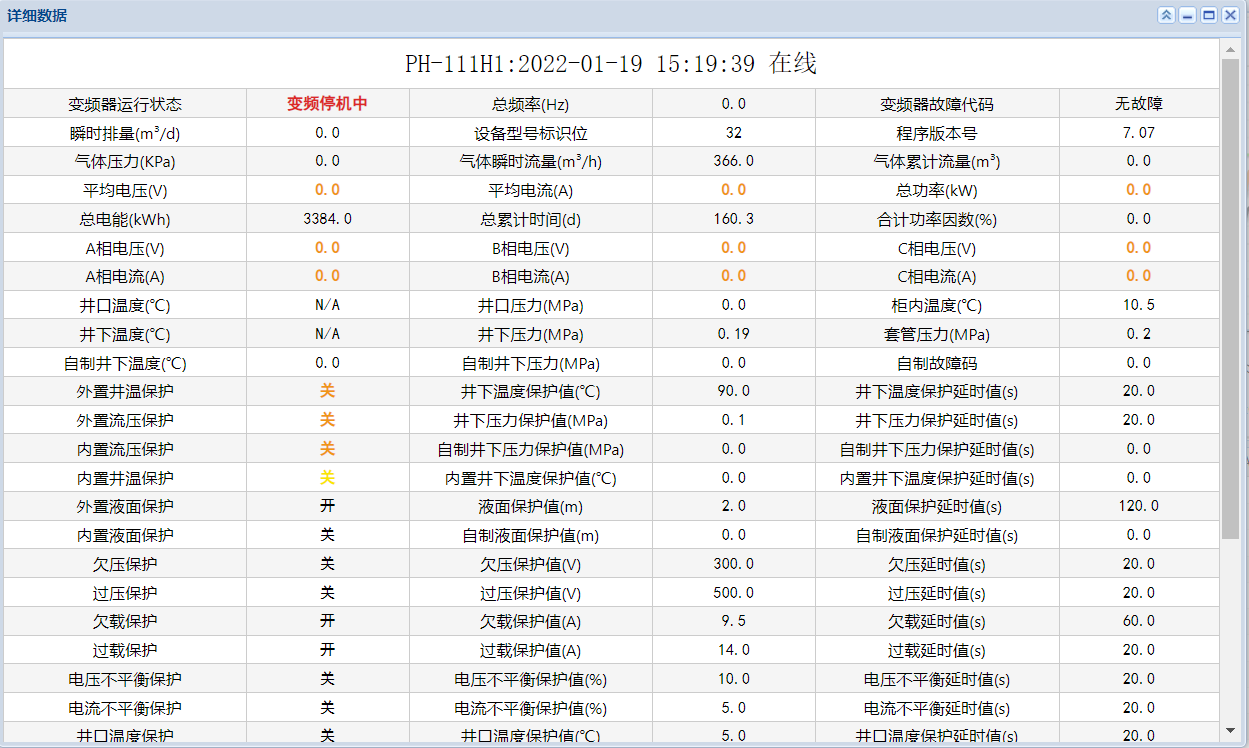 详细数据
PH-111H1:2022-01-19 15:19:39 在线
变频器运行状态 变频停机中 总频率(Hz) 0.0 变频器故障代码 无故障
瞬时排量(m³/d) 0.0 设备型号标识位 32 程序版本号 7.07
气体压力(KPa) 0.0 气体瞬时流量(m³/h) 366.0 气体累计流量(m³) 0.0
平均电压(V) 0.0 平均电流(A) 0.0 总功率(kW) 0.0
总电能(kWh) 3384.0 总累计时间(d) 160.3 合计功率因数(%) 0.0
A相电压(V) 0.0 B相电压(V) 0.0 C相电压(V) 0.0
A相电流(A) 0.0 B相电流(A) 0.0 C相电流(A) 0.0
井口温度(℃) N/A 井口压力(MPa) 0.0 柜内温度(℃) 10.5
井下温度(℃) N/A 井下压力(MPa) 0.19 套管压力(MPa) 0.2
自制井下温度(℃) 0.0 自制井下压力(MPa) 0.0 自制故障码 0.0
外置井温保护 关 井下温度保护值(℃) 90.0 井下温度保护延时值(s) 20.0
外置流压保护 关 井下压力保护值(MPa) 0.1 井下压力保护延时值(s) 20.0
内置流压保护 关 自制井下压力保护值(MPa) 0.0 自制井下压力保护延时值(s) 0.0
内置井温保护 关 内置井下温度保护值(℃) 0.0 内置井下温度保护延时值(s) 0.0
外置液面保护 开 液面保护值(m) 2.0 液面保护延时值(s) 120.0
内置液面保护 关 自制液面保护值(m) 0.0 自制液面保护延时值(s) 0.0
欠压保护 关 欠压保护值(V) 300.0 欠压延时值(s) 20.0
过压保护 关 过压保护值(V) 500.0 过压延时值(s) 20.0
欠载保护 开 欠载保护值(A) 9.5 欠载延时值(s) 60.0
过载保护 开 过载保护值(A) 14.0 过载延时值(s) 20.0
电压不平衡保护 关 电压不平衡保护值(%) 10.0 电压不平衡延时值(s) 20.0
电流不平衡保护 关 电流不平衡保护值(%) 5.0 电流不平衡延时值(s) 20.0
井口温度保护 关 井口温度保护值(℃) 5.0 井口温度保护延时值(s) 20.0